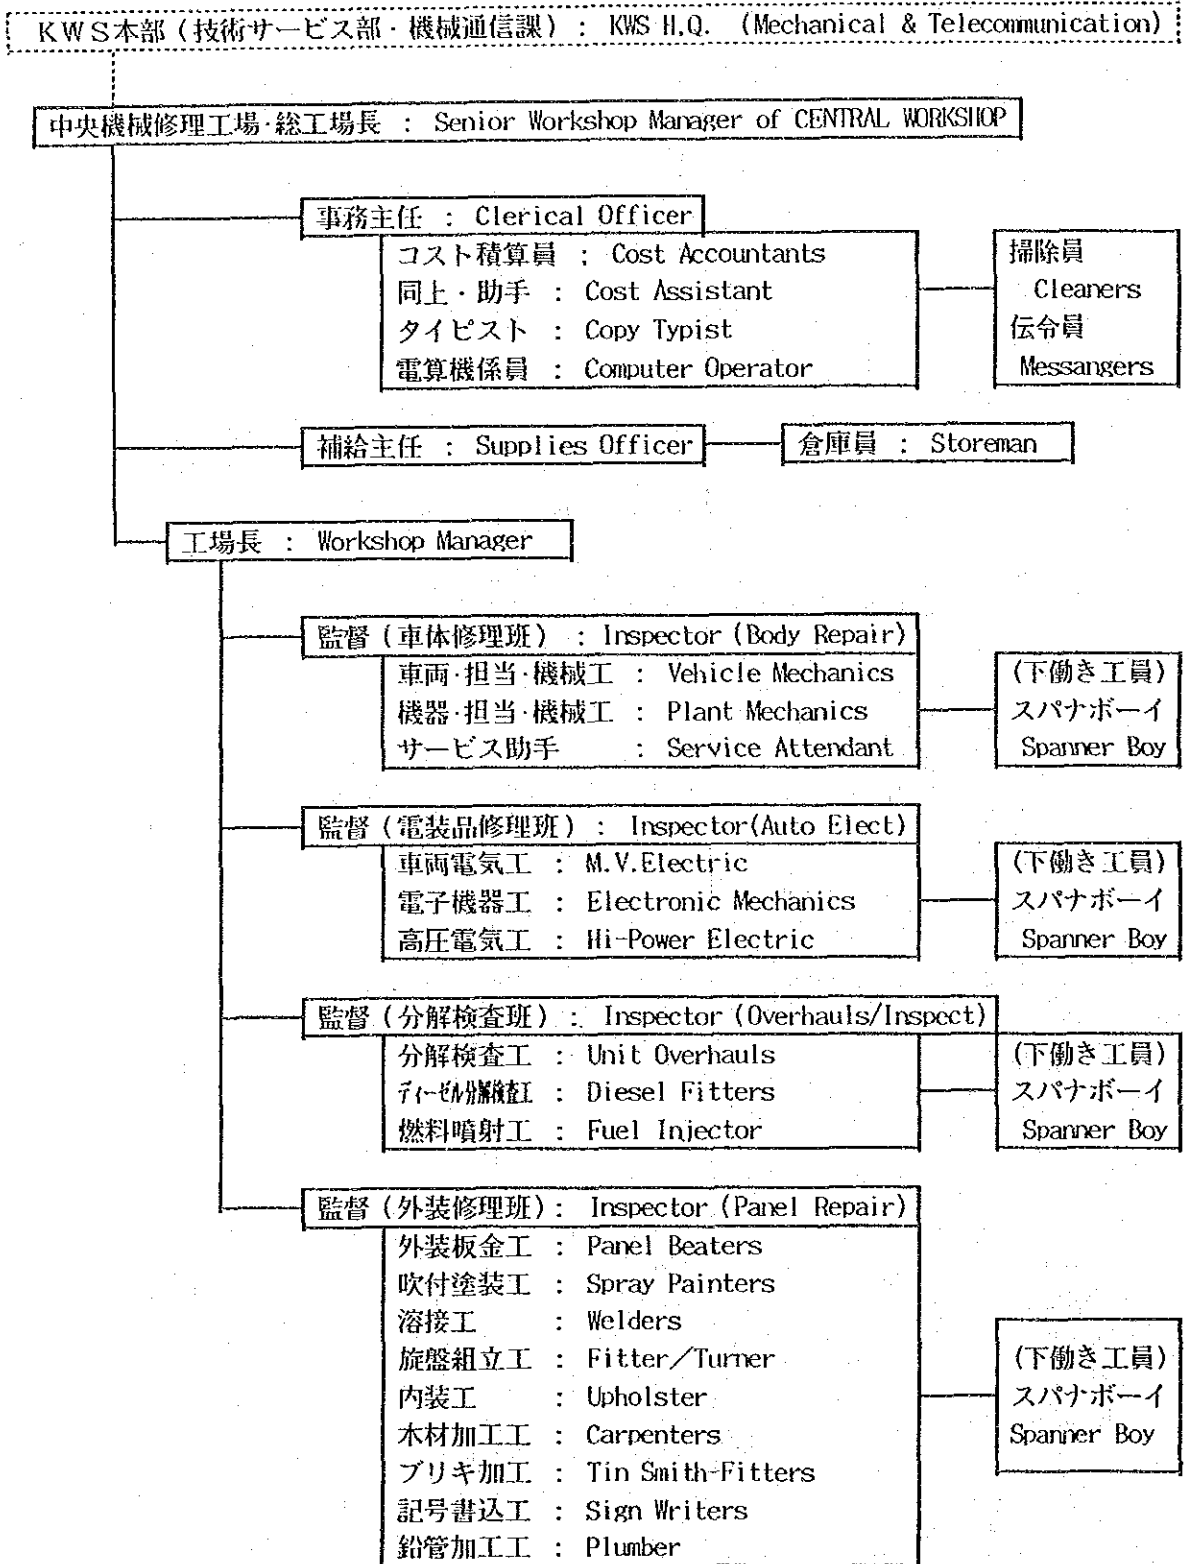 KWS本部(技術サービス部・機械通信課) : KWS H.Q. (Mechanical & Telecommunication)
中央機械修理工場・総工場長 : Senior Workshop Manager of CENTRAL WORKSHOP
事務主任 : Clerical Officer
コスト積算員 : Cost Accountants
同上・助手 : Cost Assistant
タイピスト : Copy Typist
電算機係員 : Computer Operator
掃除員
Cleaners
伝令員
Messangers
補給主任 : Supplies Officer
倉庫員 : Storeman
工場長 : Workshop Manager
監督(車体修理班) : Inspector (Body Repair)
車両・担当・機械工 : Vehicle Mechanics
機器・担当・機械工 : Plant Mechanics
サービス助手 : Service Attendant
(下働き工員)
スパナボーイ
Spanner Boy
監督(電装品修理班) : Inspector(Auto Elect)
車両電気工 : M.V.Electric
電子機器工 : Electronic Mechanics
高圧電気工 : Hi-Power Electric
(下働き工員)
スパナボーイ
Spanner Boy
監督(分解検査班) : Inspector (Overhauls/Inspect)
分解検査工 : Unit Overhauls
ディーゼル分解検査工 : Diesel Fitters
燃料噴射工 : Fuel Injector
(下働き工員)
スパナボーイ
Spanner Boy
監督(外装修理班) : Inspector (Panel Repair)
外装板金工 : Panel Beaters
吹付塗装工 : Spray Painters
溶接工 : Welders
旋盤組立工 : Fitter/Turner
内装工 : Upholster
木材加工工 : Carpenters
ブリキ加工 : Tin Smith-Fitters
記号書込工 : Sign Writers
鉛管加工工 : Plumber
(下働き工員)
スパナボーイ
Spanner Boy